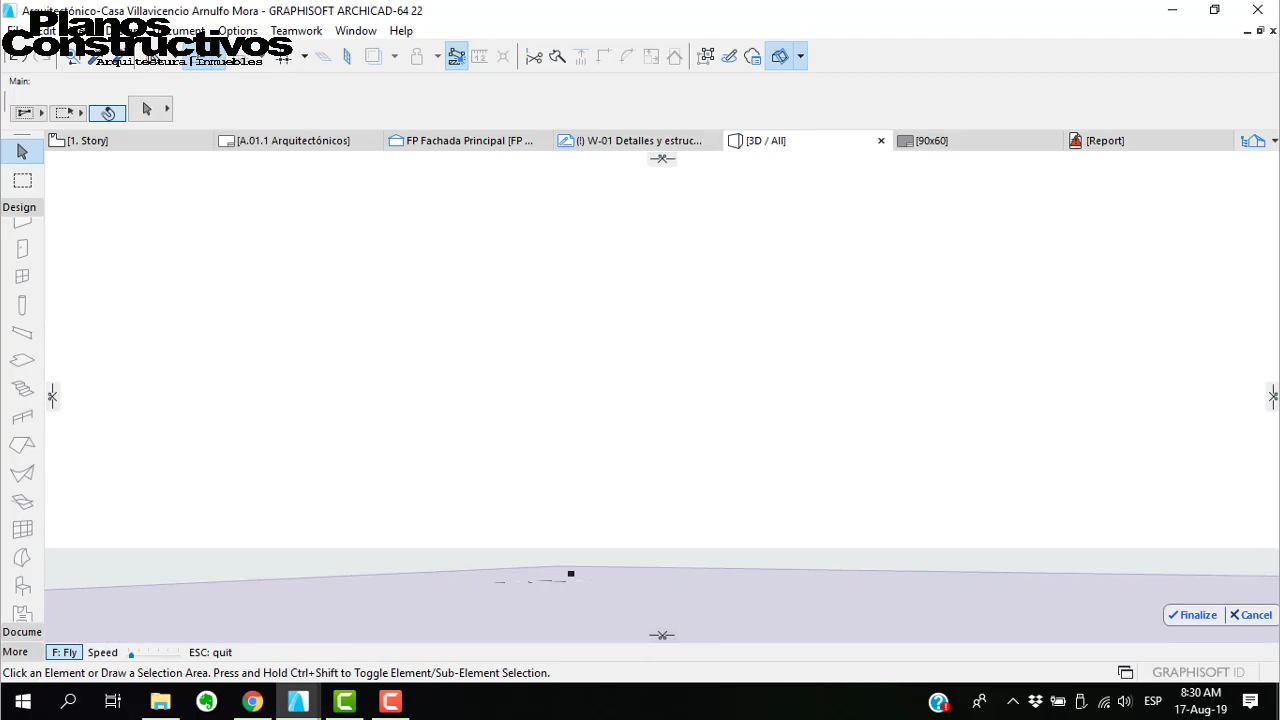 Arquitectónico-Casa Villavicencio Arnulfo Mora - GRAPHISOFT ARCHICAD-64 22
Options Teamwork Window Help
Planos
Constructivos
Arquitectura | Inmuebles
Main:
[1. Story] [A.01.1 Arquitectónicos] FP Fachada Principal [FP ... (!) W-01 Detalles y estruc... [3D / All] [90x60] [Report]
Design
Finalize Cancel
Docume
More F: Fly Speed ESC: quit
Click an Element or Draw a Selection Area. Press and Hold Ctrl+Shift to Toggle Element/Sub-Element Selection.
GRAPHISOFT ID
ESP
8:30 AM
17-Aug-19